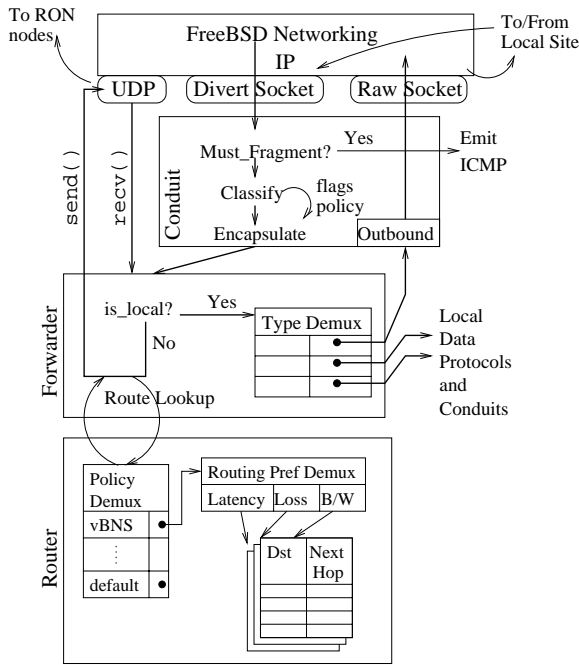 To RON
nodes
FreeBSD Networking
IP
To/From
Local Site
UDP
Divert Socket
Raw Socket
send()
recv()
Conduit
Must_Fragment?
Yes
Emit
ICMP
Classify
flags
policy
Encapsulate
Outbound
Forwarder
is_local?
Yes
No
Type Demux
Local
Data
Protocols
and
Conduits
Route Lookup
Router
Policy
Demux
vBNS
default
Routing Pref Demux
Latency
Loss
B/W
Dst
Next
Hop